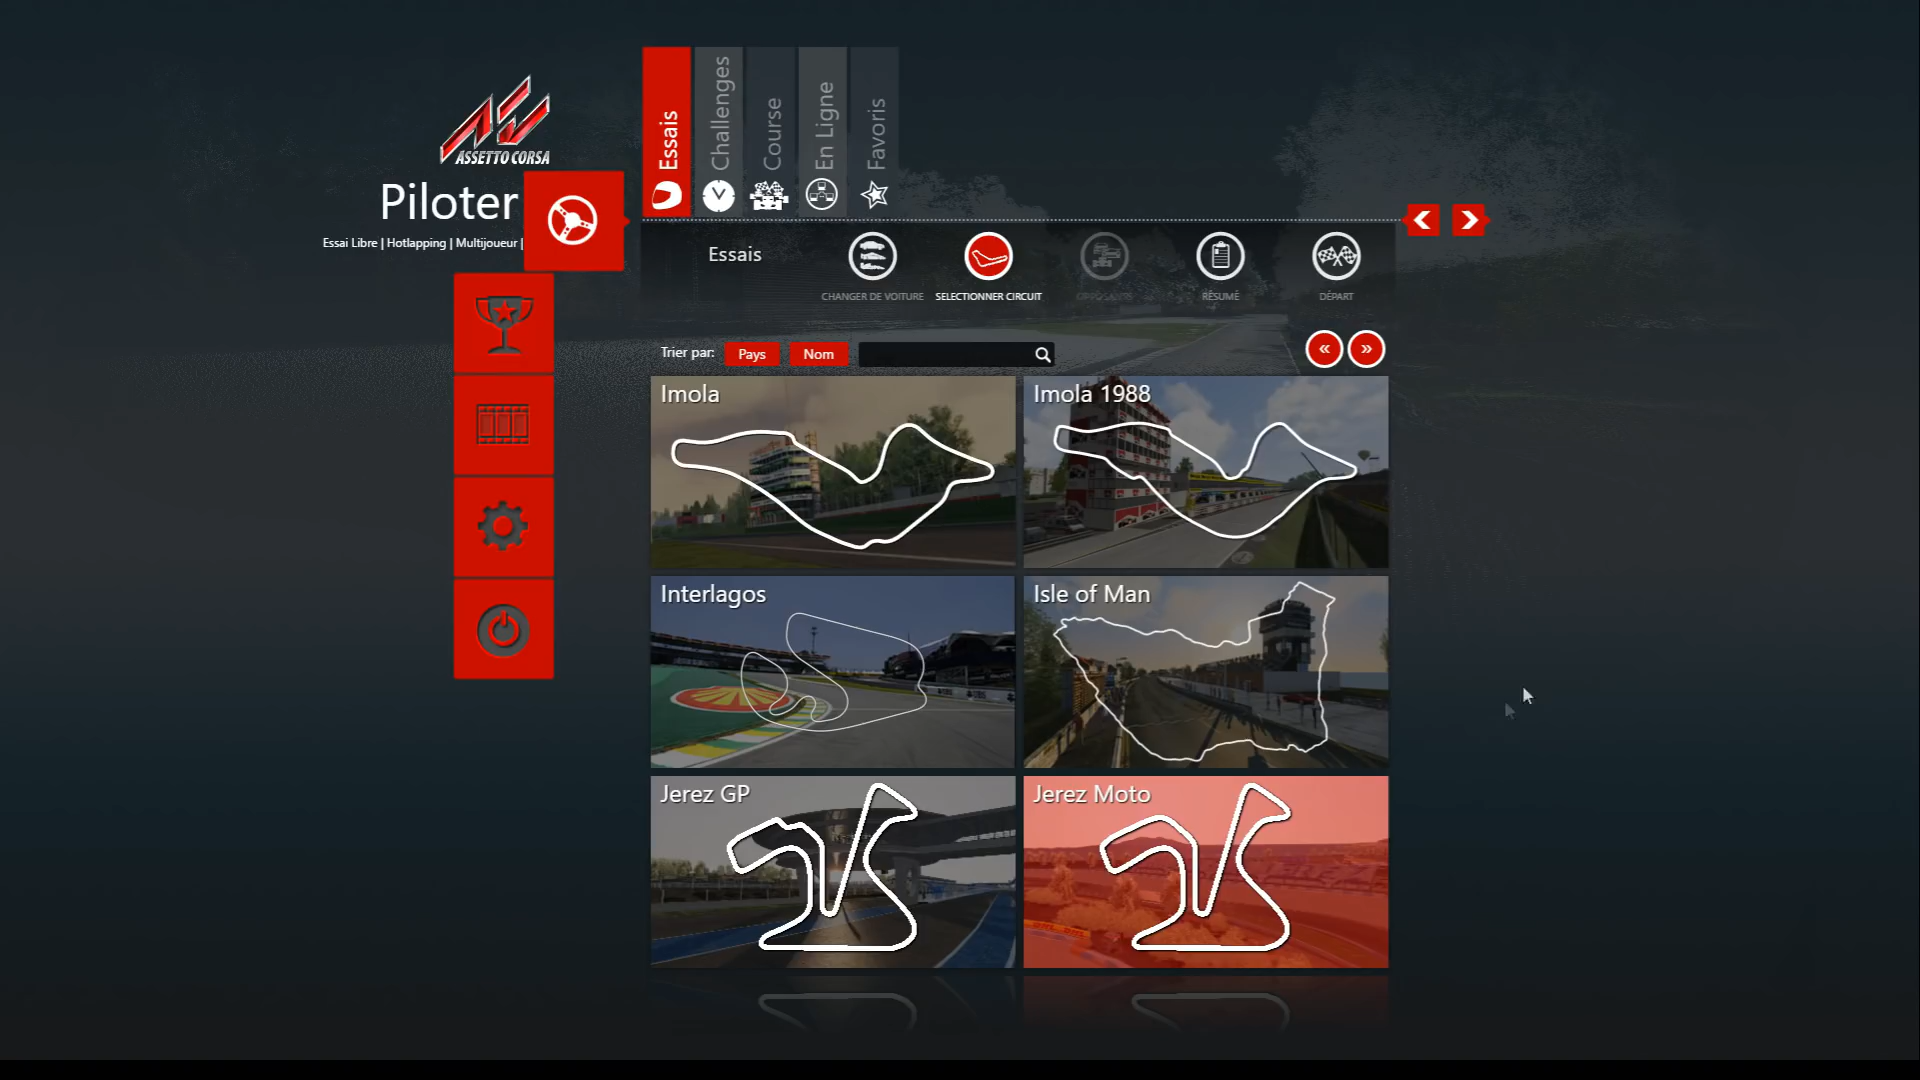 Essais
Challenges
Course
En Ligne
Favoris
ASSETTO CORSA
Piloter
Essai Libre | Hotlapping | Multijoueur |
Essais
CHANGER DE VOITURE
SELECTIONNER CIRCUIT
OPPOSANTS
RÉSUMÉ
DÉPART
Trier par: Pays Nom
Imola
Imola 1988
Interlagos
Isle of Man
Jerez GP
Jerez Moto